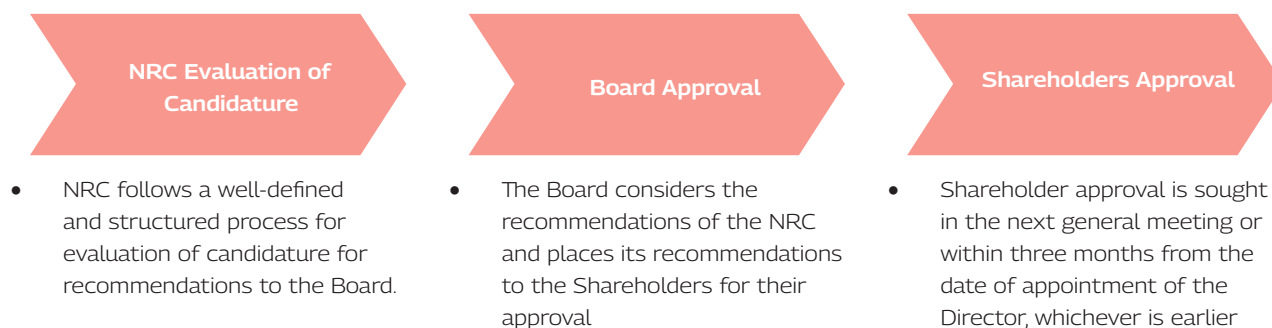 NRC Evaluation of
Candidature
• NRC follows a well-defined
and structured process for
evaluation of candidature for
recommendations to the Board.
Board Approval
• The Board considers the
recommendations of the NRC
and places its recommendations
to the Shareholders for their
approval
Shareholders Approval
• Shareholder approval is sought
in the next general meeting or
within three months from the
date of appointment of the
Director, whichever is earlier